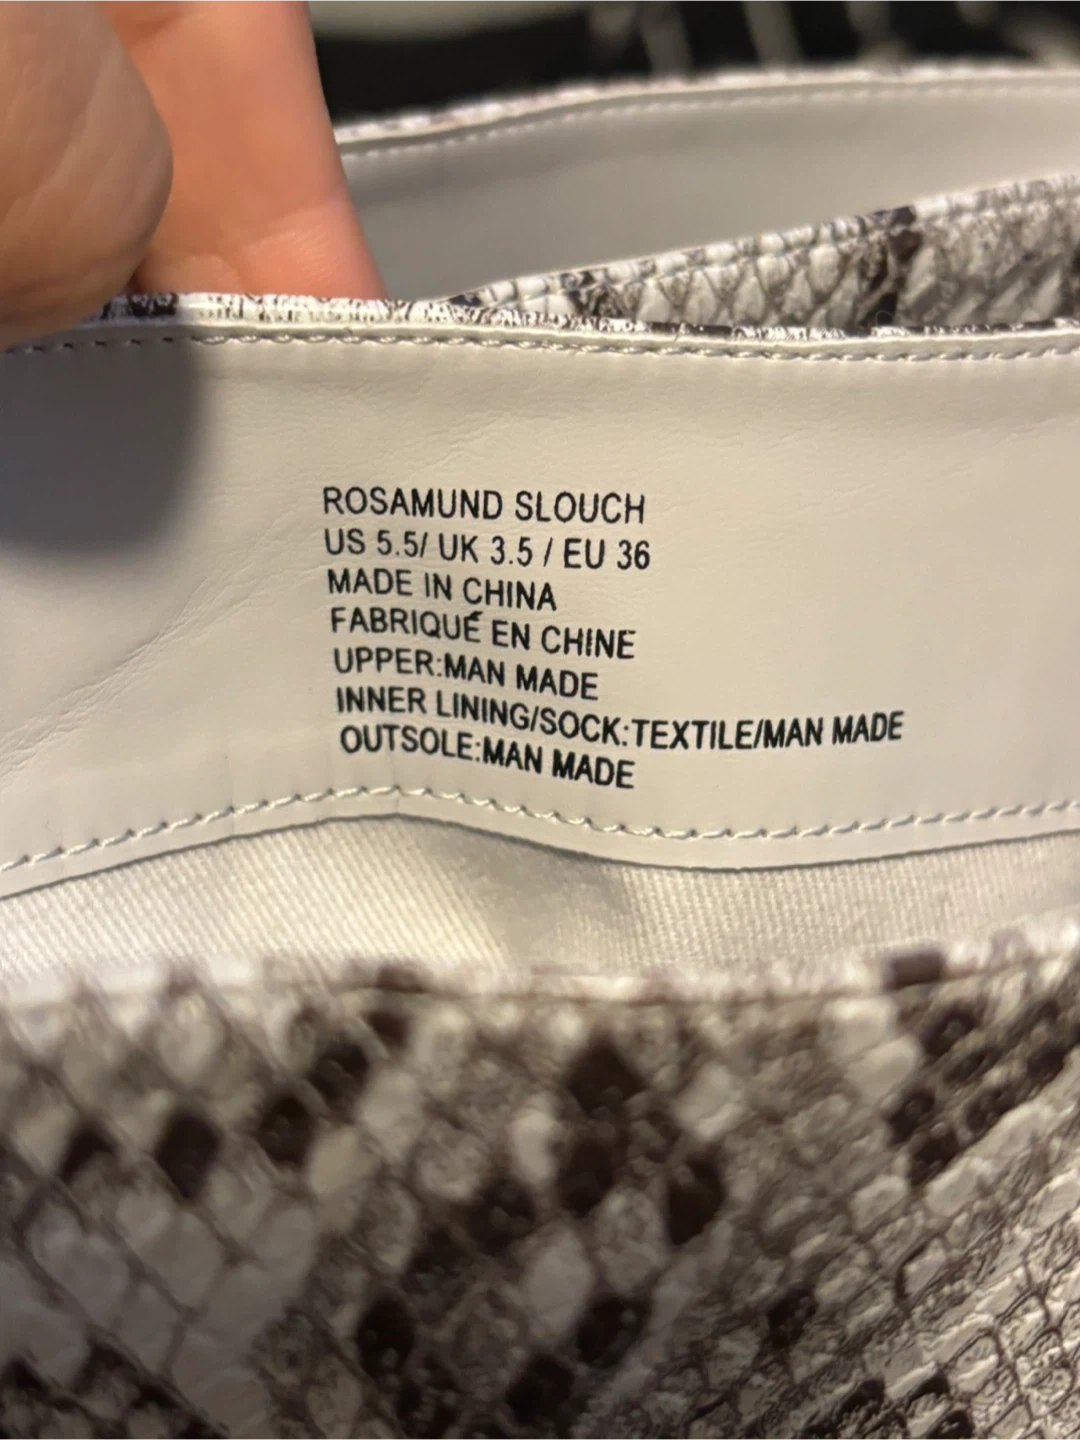 ROSAMUND SLOUCH
US 5.5/ UK 3.5 / EU 36
MADE IN CHINA
FABRIQUÉ EN CHINE
UPPER:MAN MADE
INNER LINING/SOCK:TEXTILE/MAN MADE
OUTSOLE:MAN MADE